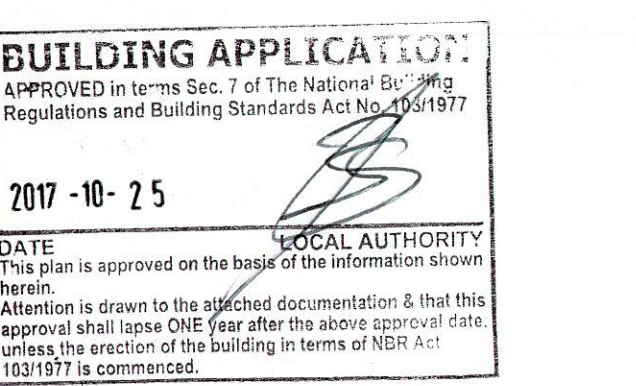 BUILDING APPLICATION
APPROVED in terms Sec. 7 of The National Building
Regulations and Building Standards Act No. 103/1977
2017 -10- 25
DATE LOCAL AUTHORITY
This plan is approved on the basis of the information shown
herein.
Attention is drawn to the attached documentation & that this
approval shall lapse ONE year after the above approval date.
unless the erection of the building in terms of NBR Act
103/1977 is commenced.